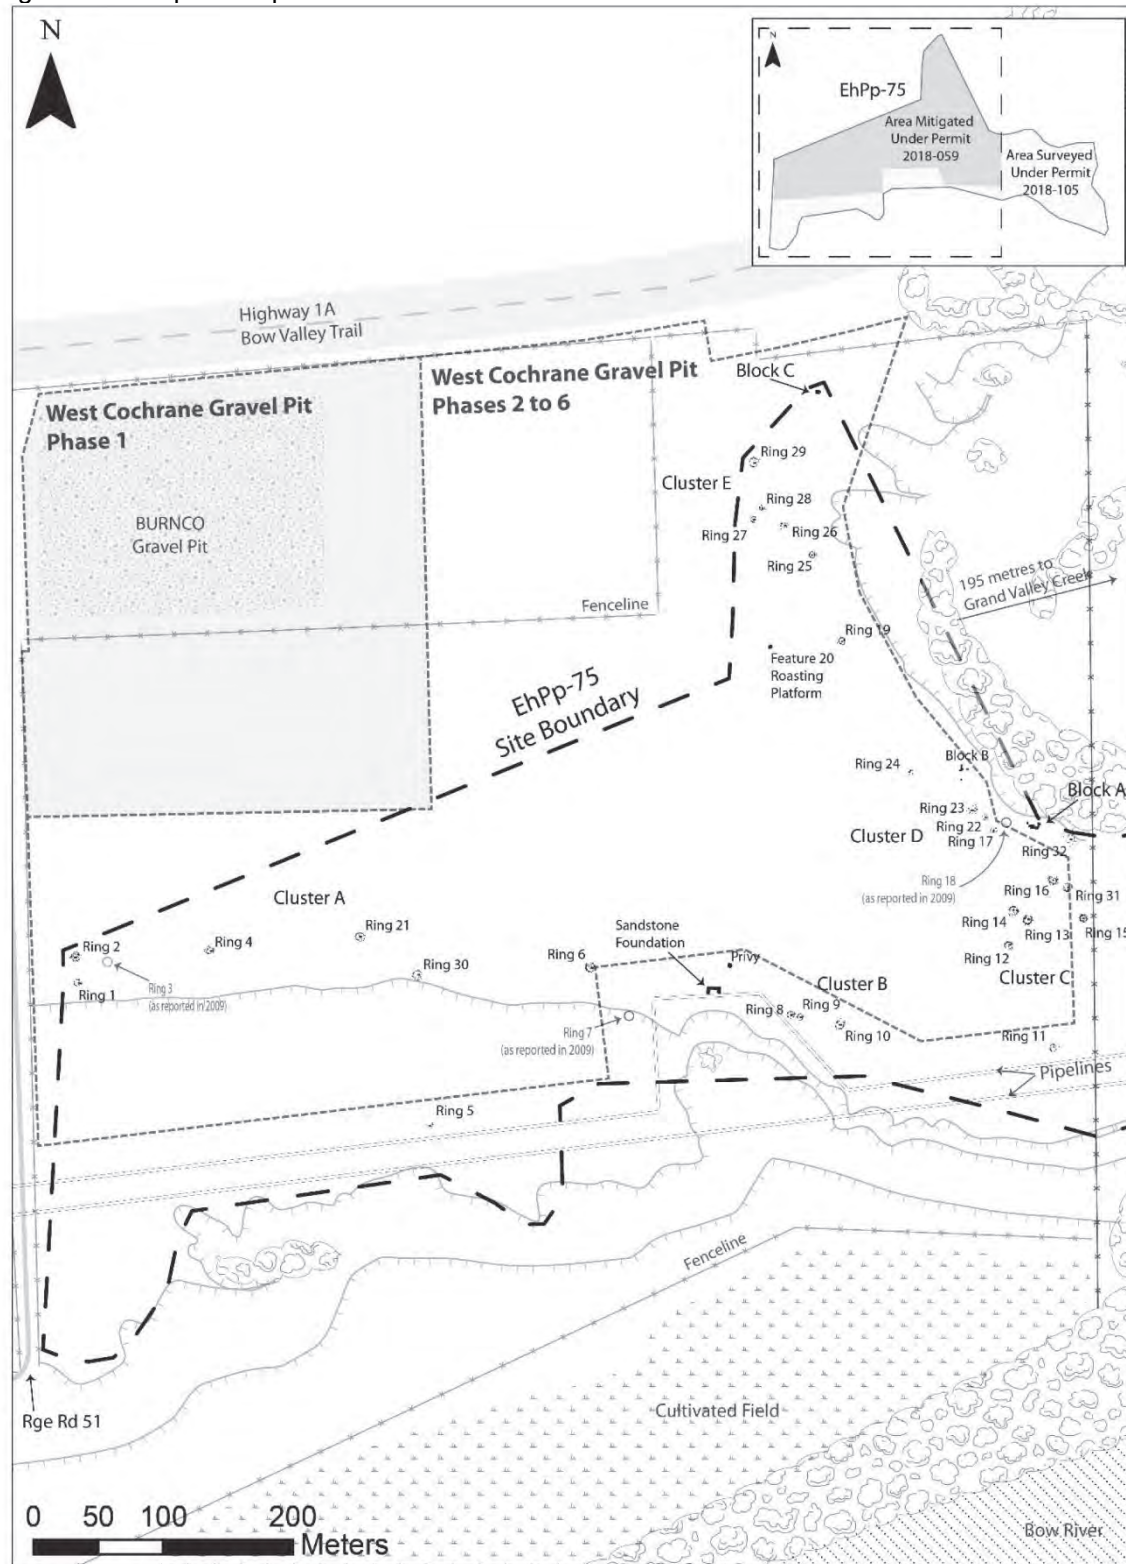 N
N
EhPp-75
Area Mitigated
Under Permit
2018-059
Area Surveyed
Under Permit
2018-105
Highway 1A
Bow Valley Trail
West Cochrane Gravel Pit
Phase 1
West Cochrane Gravel Pit
Phases 2 to 6
Block C
Ring 29
Cluster E
Ring 28
Ring 27
Ring 26
Ring 25
BURNCO
Gravel Pit
195 metres to
Grand Valley Creek
Fenceline
Ring 19
Feature 20
Roasting
Platform
EhPp-75
Site Boundary
Ring 24
Block B
Block A
Ring 23
Ring 22
Cluster D
Ring 17
Ring 32
Ring 18
(as reported in 2009)
Ring 16
Ring 31
Cluster A
Ring 14
Ring 13
Ring 15
Ring 12
Cluster C
Ring 21
Ring 4
Ring 2
Ring 30
Ring 6
Sandstone
Foundation
Privy
Ring 3
(as reported in 2009)
Ring 1
Cluster B
Ring 8
Ring 9
Ring 10
Ring 7
(as reported in 2009)
Ring 11
Pipelines
Ring 5
Fenceline
Rge Rd 51
Cultivated Field
Bow River
0 50 100 200
Meters